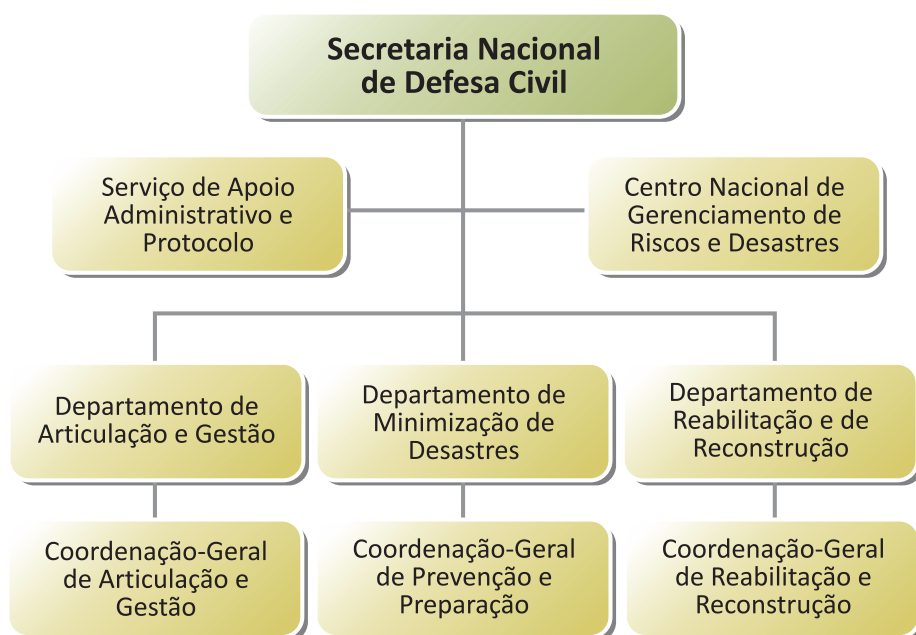 Secretaria Nacional
de Defesa Civil
Serviço de Apoio
Administrativo e
Protocolo
Centro Nacional de
Gerenciamento de
Riscos e Desastres
Departamento de
Articulação e Gestão
Departamento de
Minimização de
Desastres
Departamento de
Reabilitação e de
Reconstrução
Coordenação-Geral
de Articulação e
Gestão
Coordenação-Geral
de Prevenção e
Preparação
Coordenação-Geral
de Reabilitação e
Reconstrução